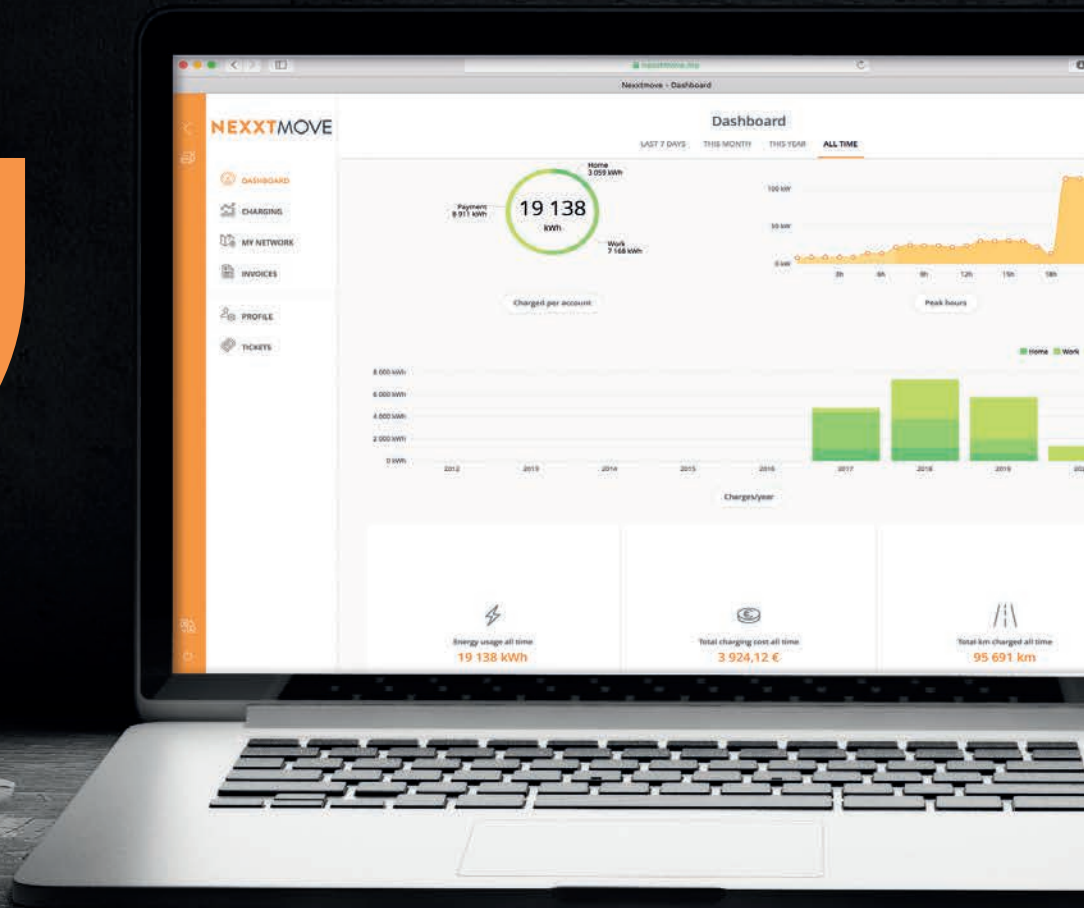 nexxtmove.me
Nexxtmove - Dashboard
NEXXTMOVE
DASHBOARD
CHARGING
MY NETWORK
INVOICES
PROFILE
TICKETS
Dashboard
LAST 7 DAYS THIS MONTH THIS YEAR ALL TIME
Home
3 059 kWh
Payment
8 911 kWh
19 138
kWh
Work
7 168 kWh
Charged per account
100 kW
50 kW
0 kW
3h 6h 9h 12h 15h 18h
Peak hours
Home Work
8 000 kWh
6 000 kWh
4 000 kWh
2 000 kWh
0 kWh
2012 2013 2014 2015 2016 2017 2018 2019
Charges/year
Energy usage all time
19 138 kWh
Total charging cost all time
3 924,12 €
Total km charged all time
95 691 km